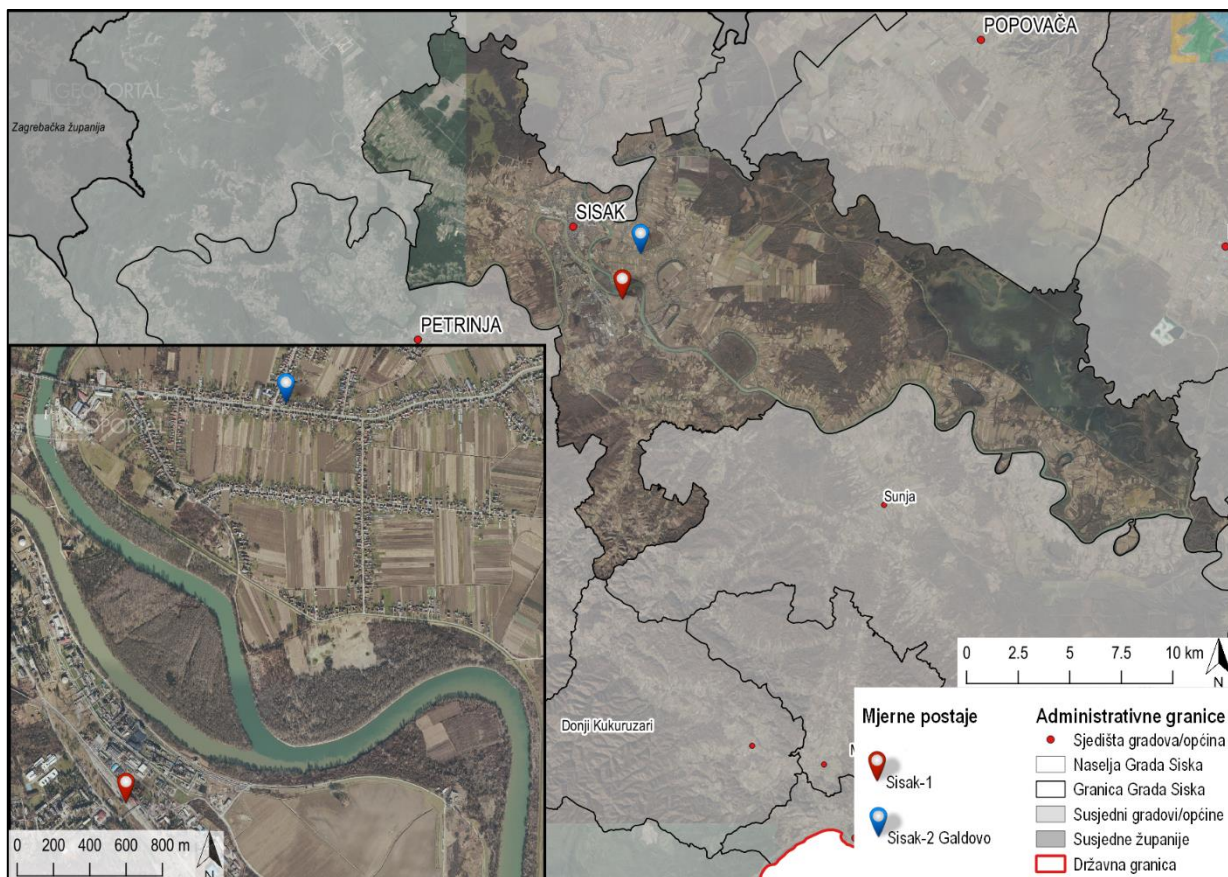 POPOVAČA
GEOPORTAL
Zagrebačka županija
SISAK
PETRINJA
GEOPORTAL
Sunja
0 2.5 5 7.5 10 km
N
Donji Kukuruzari
Mjerne postaje
Sisak-1
Sisak-2 Galdovo
Administrativne granice
Sjedišta gradova/općina
Naselja Grada Siska
Granica Grada Siska
Susjedni gradovi/općine
Susjedne županije
Državna granica
0 200 400 600 800 m
N